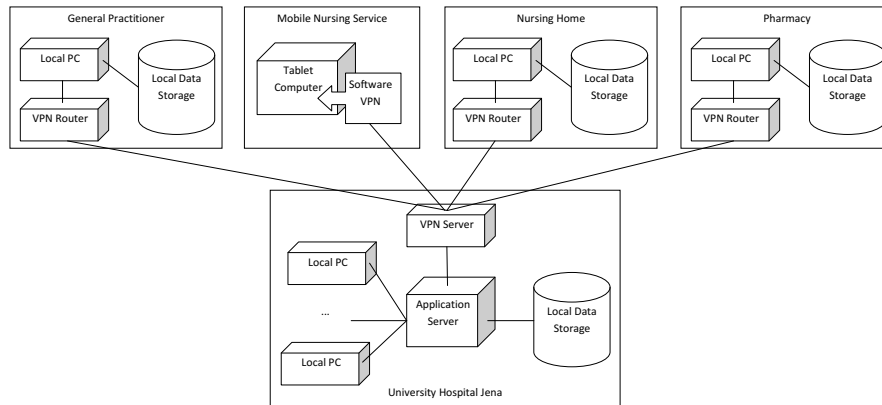 General Practitioner
Mobile Nursing Service
Nursing Home
Pharmacy
Local PC
Local Data
Storage
VPN Router
Tablet
Computer
Software
VPN
Local PC
Local Data
Storage
VPN Router
Local PC
Local Data
Storage
VPN Router
VPN Server
Local PC
...
Local PC
Application
Server
Local Data
Storage
University Hospital Jena